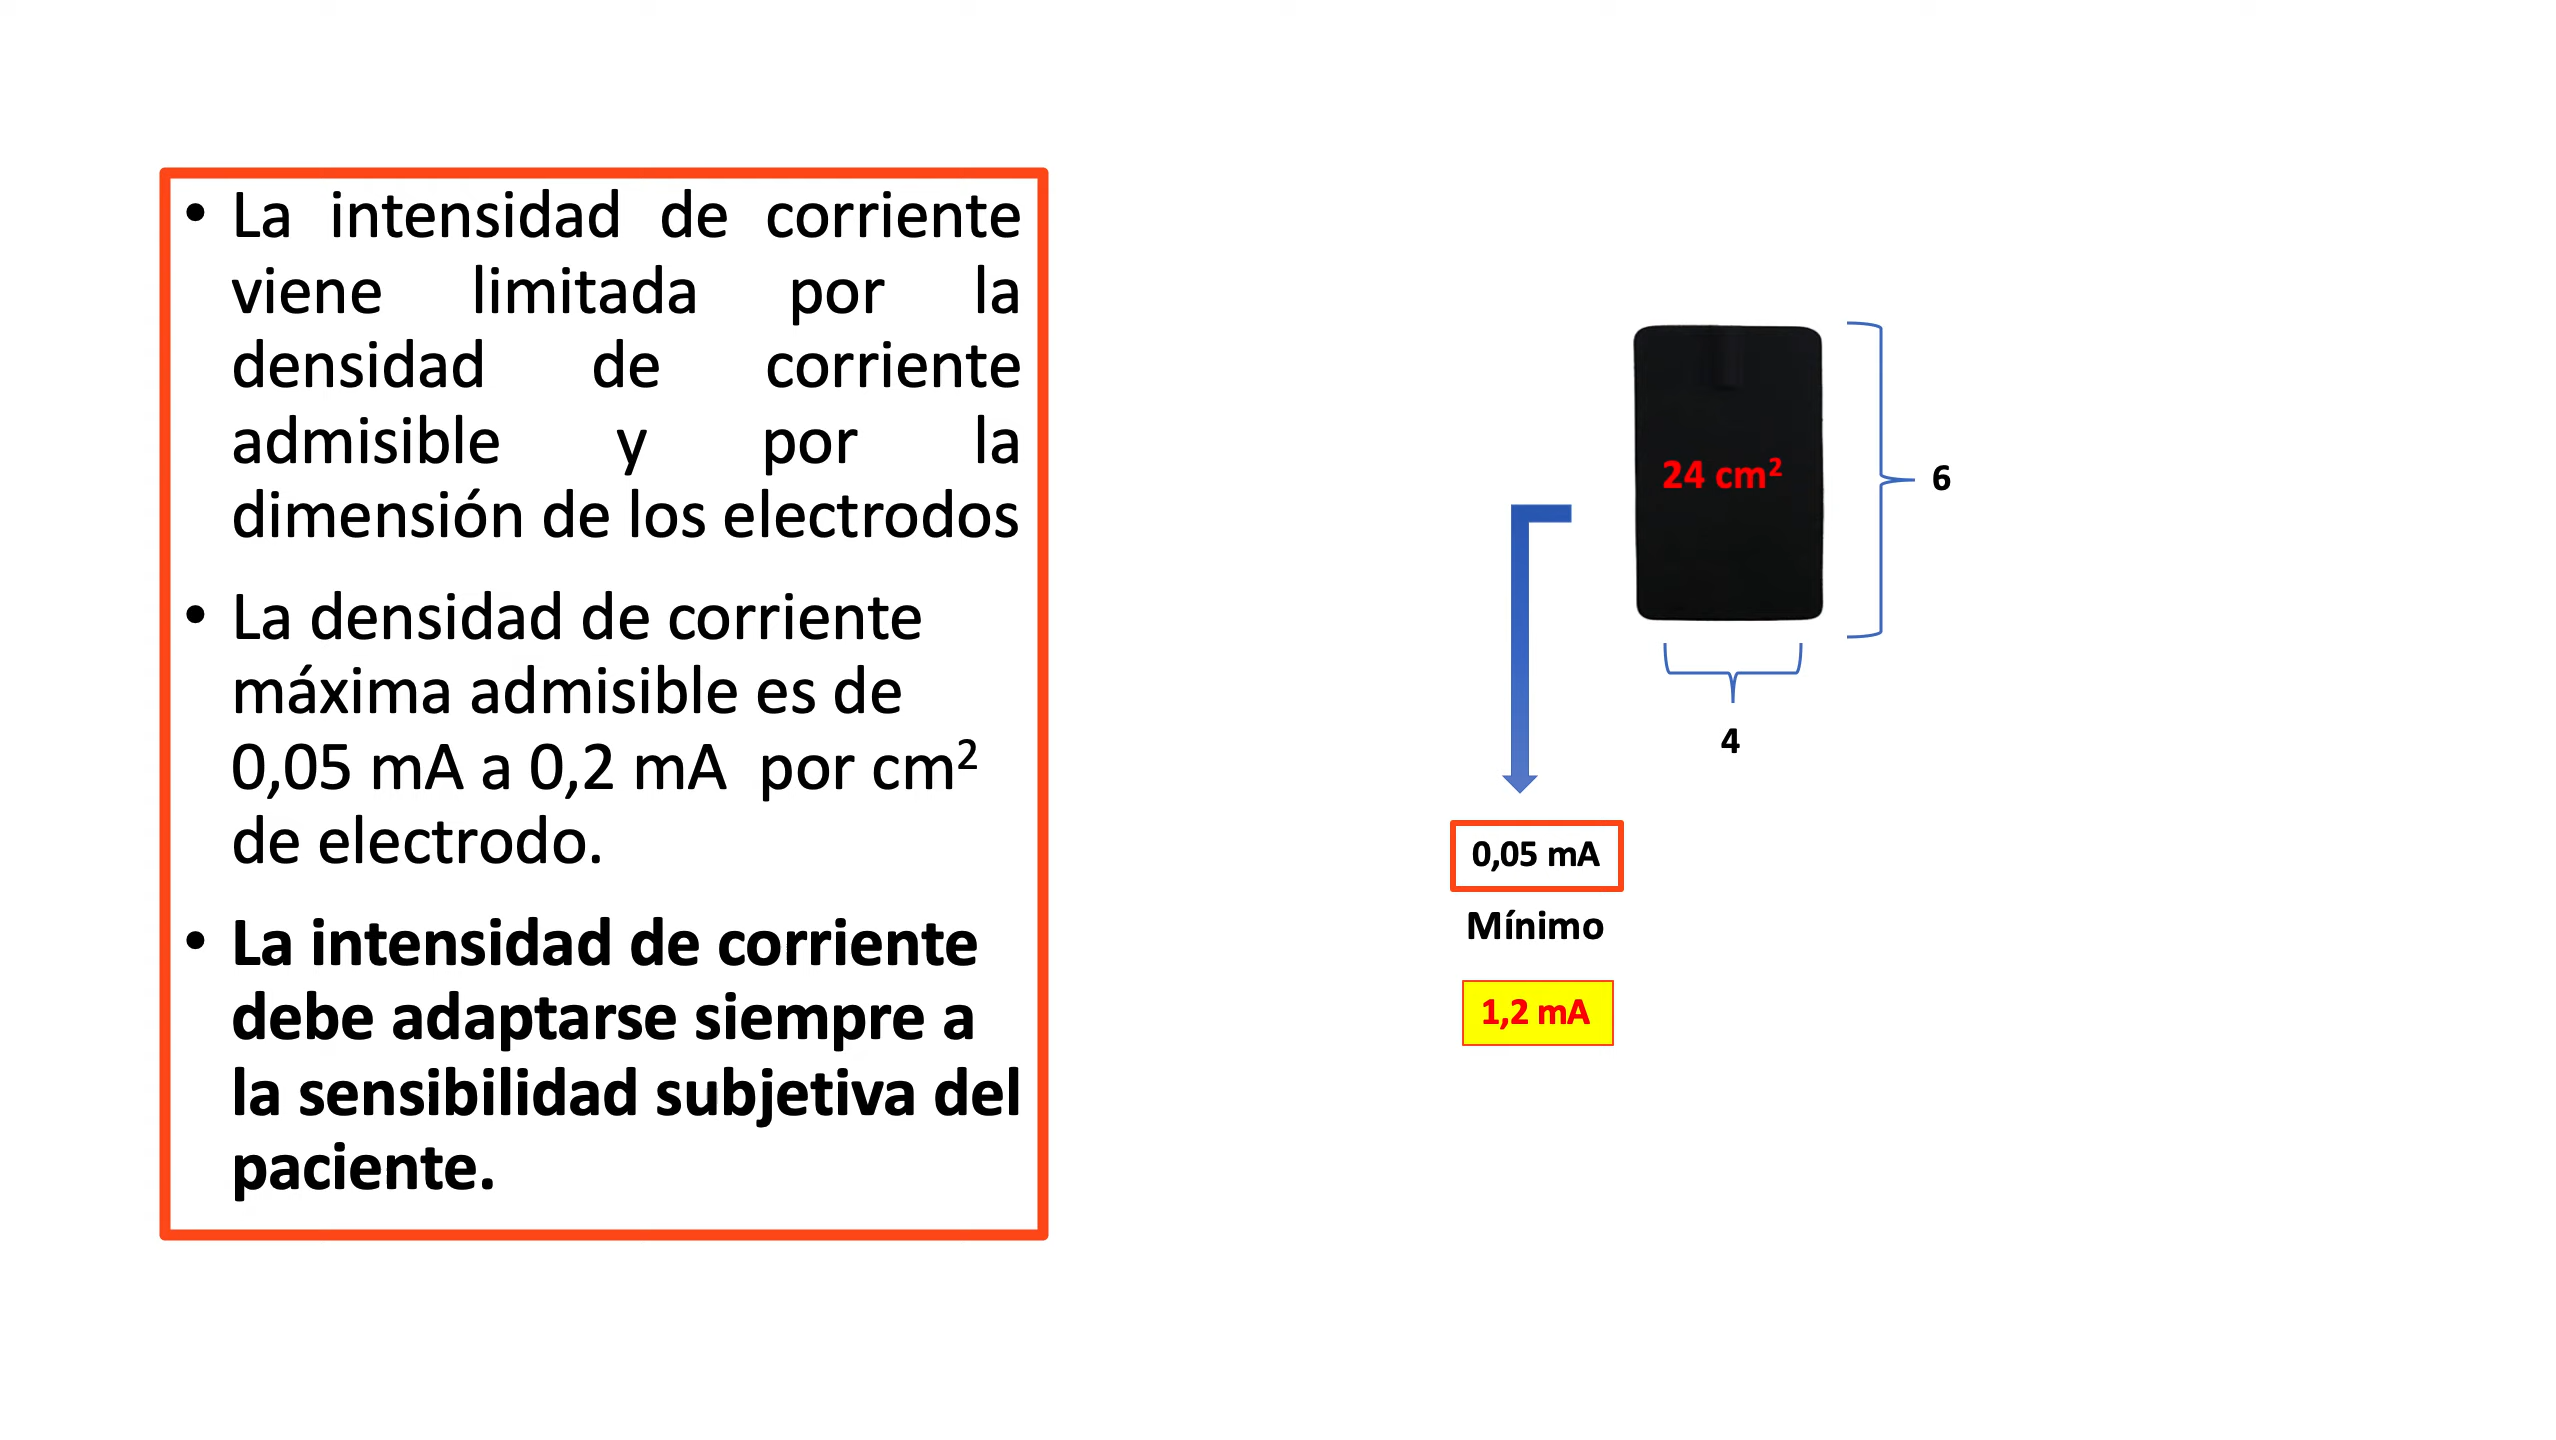 • La intensidad de corriente
viene limitada por la
densidad de corriente
admisible y por la
dimensión de los electrodos
• La densidad de corriente
máxima admisible es de
0,05 mA a 0,2 mA por cm²
de electrodo.
• La intensidad de corriente
debe adaptarse siempre a
la sensibilidad subjetiva del
paciente.
24 cm²
6
4
0,05 mA
Mínimo
1,2 mA